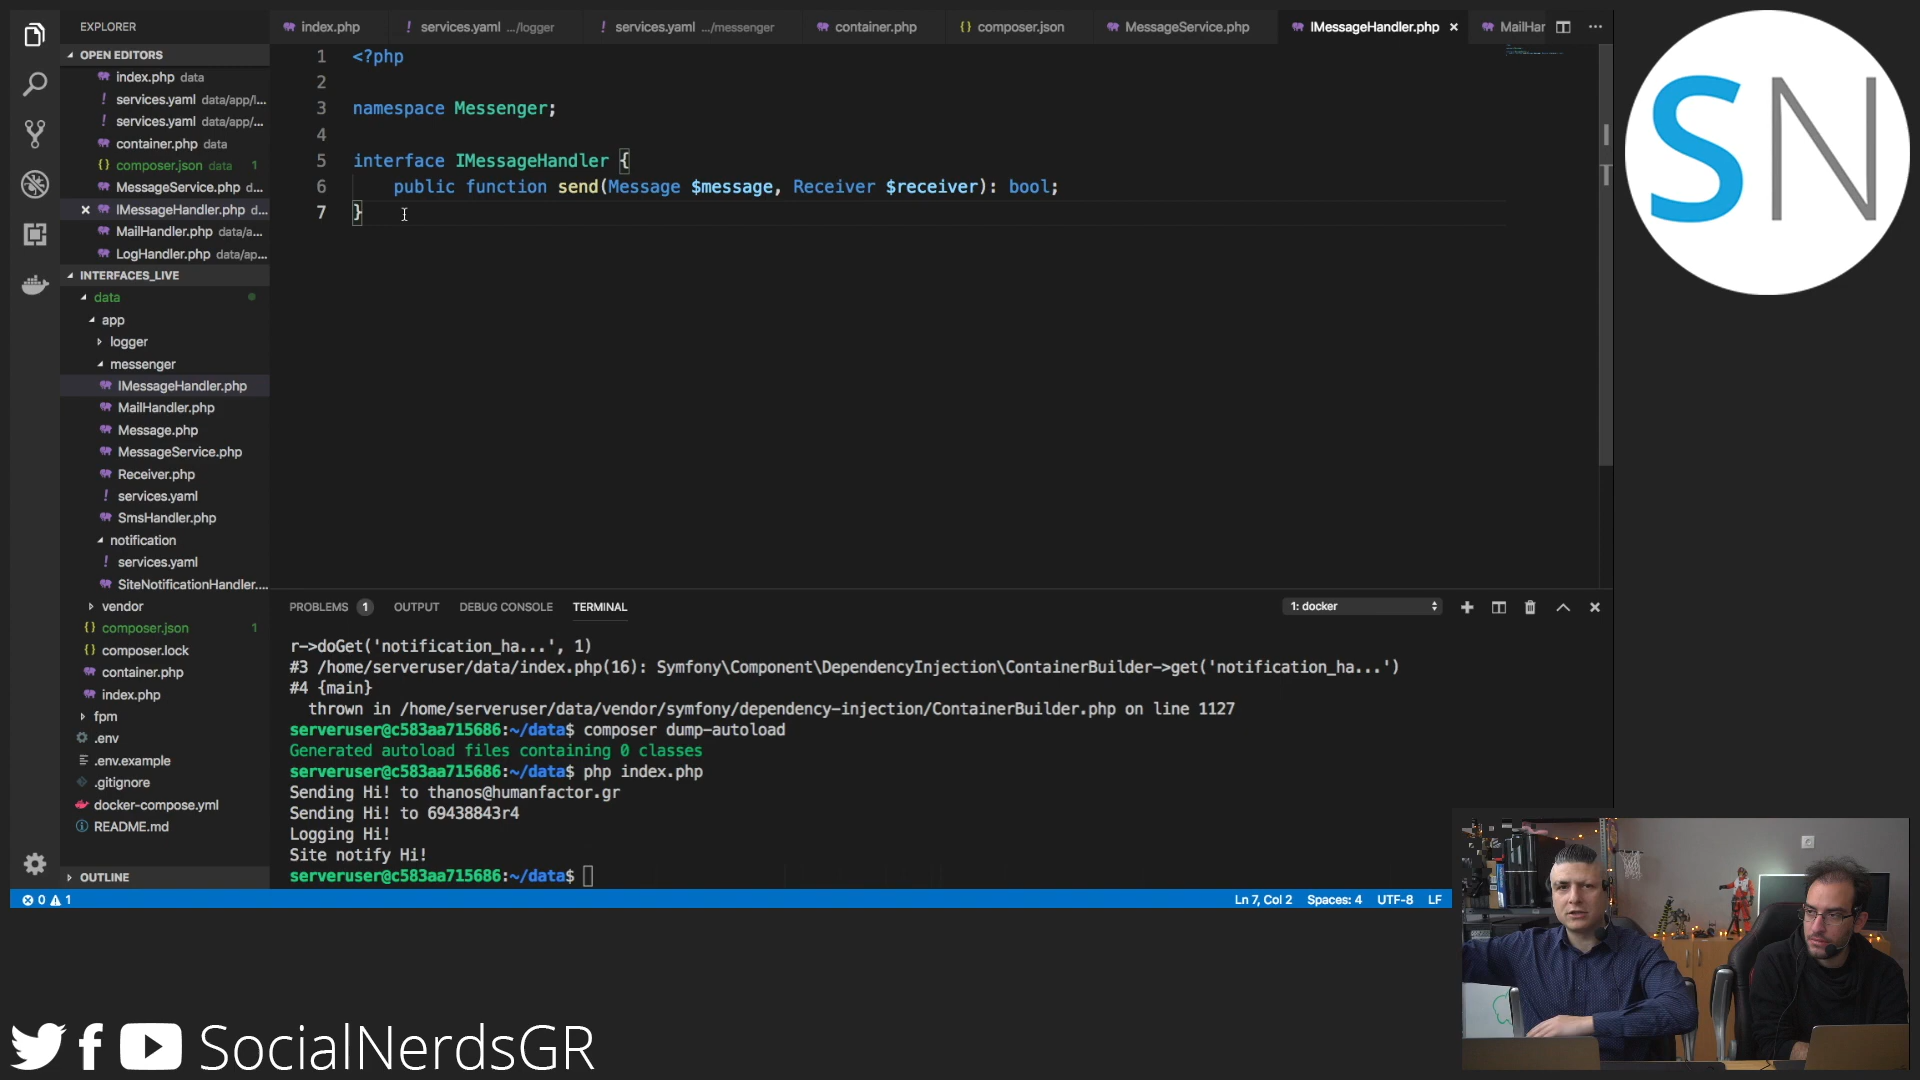 EXPLORER
OPEN EDITORS
index.php data
! services.yaml data/app/l...
! services.yaml data/app/...
container.php data
{} composer.json data 1
MessageService.php d...
× IMessageHandler.php d...
MailHandler.php data/a...
LogHandler.php data/ap...
INTERFACES_LIVE
data
app
logger
messenger
IMessageHandler.php
MailHandler.php
Message.php
MessageService.php
Receiver.php
! services.yaml
SmsHandler.php
notification
! services.yaml
SiteNotificationHandler....
vendor
{} composer.json 1
{} composer.lock
container.php
index.php
fpm
.env
.env.example
.gitignore
docker-compose.yml
README.md
OUTLINE
index.php ! services.yaml .../logger ! services.yaml .../messenger container.php {} composer.json MessageService.php IMessageHandler.php × MailHar
1 <?php
2
3 namespace Messenger;
4
5 interface IMessageHandler {
6 public function send(Message $message, Receiver $receiver): bool;
7 }
PROBLEMS 1 OUTPUT DEBUG CONSOLE TERMINAL 1: docker
r->doGet('notification_ha...', 1)
#3 /home/serveruser/data/index.php(16): Symfony\Component\DependencyInjection\ContainerBuilder->get('notification_ha...')
#4 {main}
thrown in /home/serveruser/data/vendor/symfony/dependency-injection/ContainerBuilder.php on line 1127
serveruser@c583aa715686:~/data$ composer dump-autoload
Generated autoload files containing 0 classes
serveruser@c583aa715686:~/data$ php index.php
Sending Hi! to thanos@humanfactor.gr
Sending Hi! to 69438843r4
Logging Hi!
Site notify Hi!
serveruser@c583aa715686:~/data$
0 1 Ln 7, Col 2 Spaces: 4 UTF-8 LF
SN
SocialNerdsGR